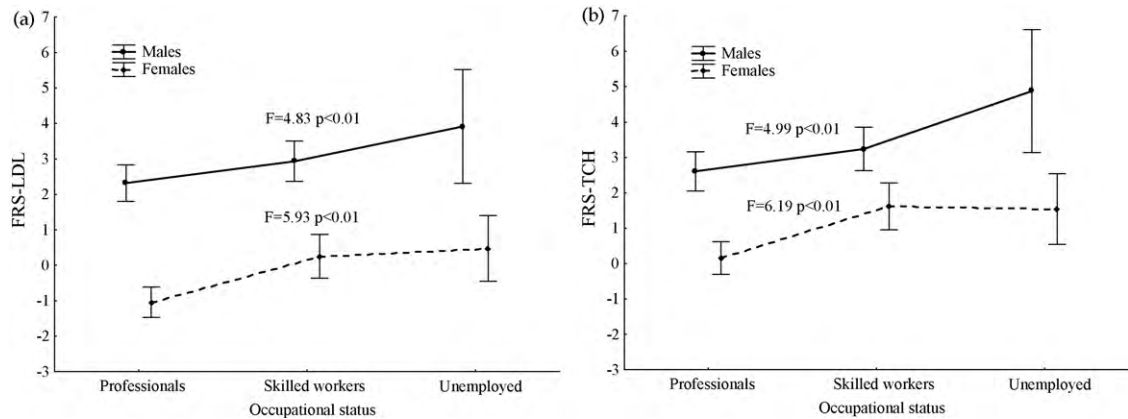 (a)
7
6
5
4
3
2
1
0
-1
-2
-3
FRS-LDL
Males
Females
F=4.83 p<0.01
F=5.93 p<0.01
Professionals Skilled workers Unemployed
Occupational status
(b)
7
6
5
4
3
2
1
0
-1
-2
-3
FRS-TCH
Males
Females
F=4.99 p<0.01
F=6.19 p<0.01
Professionals Skilled workers Unemployed
Occupational status